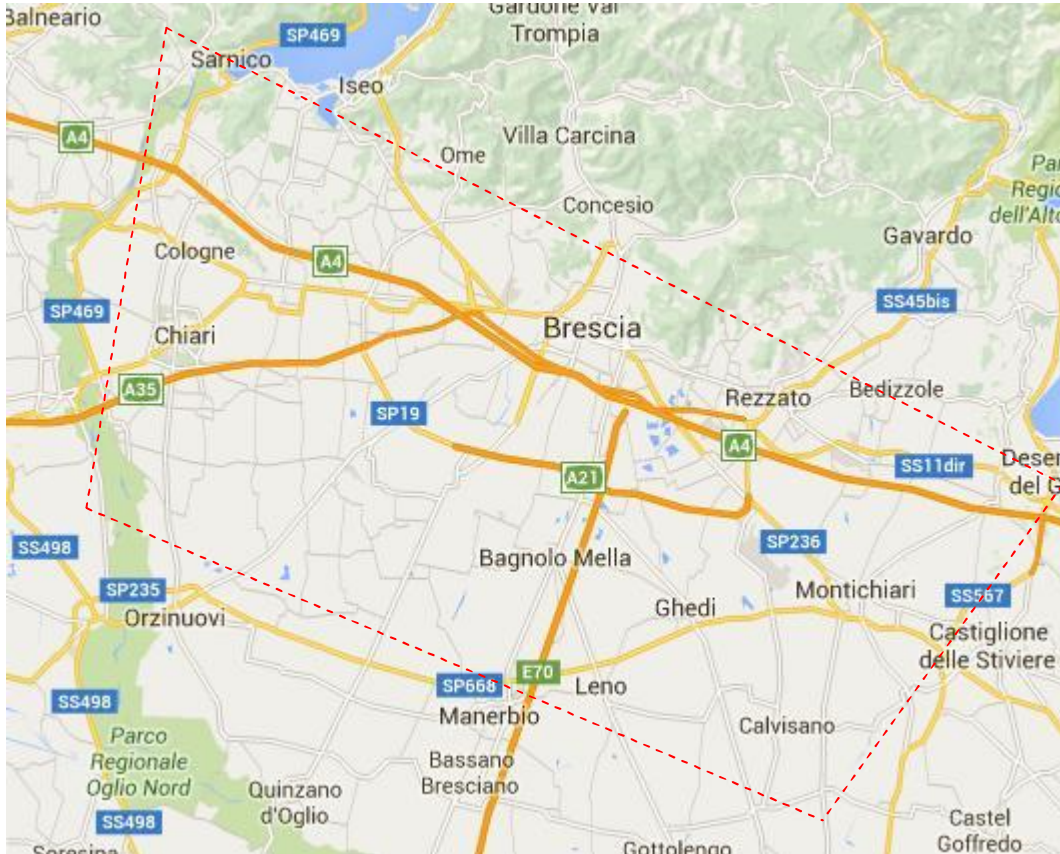 Balneario
Gardone Val
Trompia
SP469
Sarnico
Iseo
A4
Villa Carcina
Ome
Concesio
Gavardo
Cologne
A4
SS45bis
SP469
Chiari
Brescia
A35
Rezzato
Bedizzole
SP19
A4
SS11dir
A21
SS498
SP236
Bagnolo Mella
SP235
Orzinuovi
Ghedi
Montichiari
SS567
Castiglione
delle Stiviere
E70
SP668
Leno
SS498
Manerbio
Calvisano
Parco
Regionale
Oglio Nord
Bassano
Bresciano
Quinzano
d'Oglio
SS498
Castel
Goffredo
Gottolengo